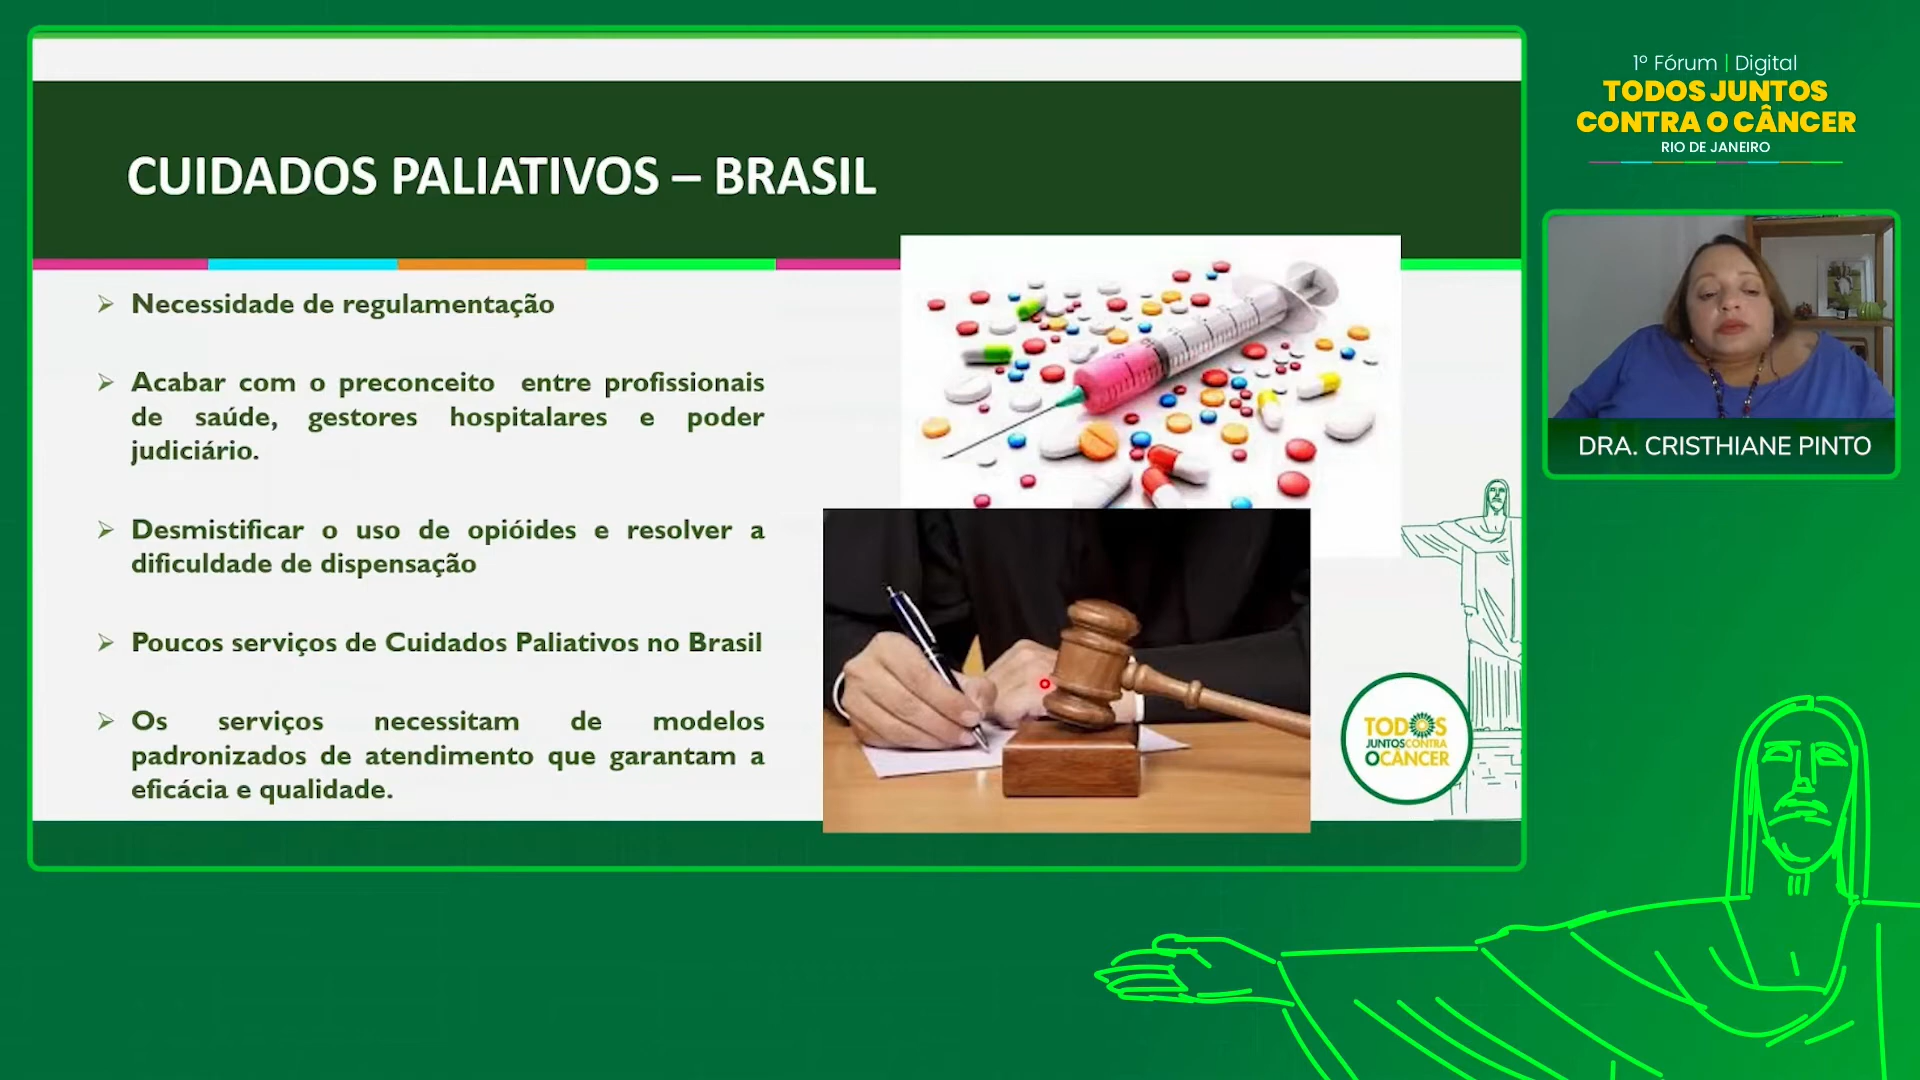 CUIDADOS PALIATIVOS – BRASIL
Necessidade de regulamentação
Acabar com o preconceito entre profissionais
de saúde, gestores hospitalares e poder
judiciário.
Desmistificar o uso de opióides e resolver a
dificuldade de dispensação
Poucos serviços de Cuidados Paliativos no Brasil
Os serviços necessitam de modelos
padronizados de atendimento que garantam a
eficácia e qualidade.
TODOS
JUNTOSCONTRA
OCÂNCER
1º Fórum | Digital
TODOS JUNTOS
CONTRA O CÂNCER
RIO DE JANEIRO
DRA. CRISTHIANE PINTO